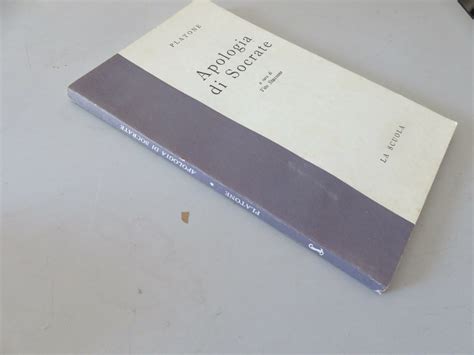 PLATONE
Apologia
di Socrate
a cura di
LA SCUOLA
PLATONE * APOLOGIA DI SOCRATE